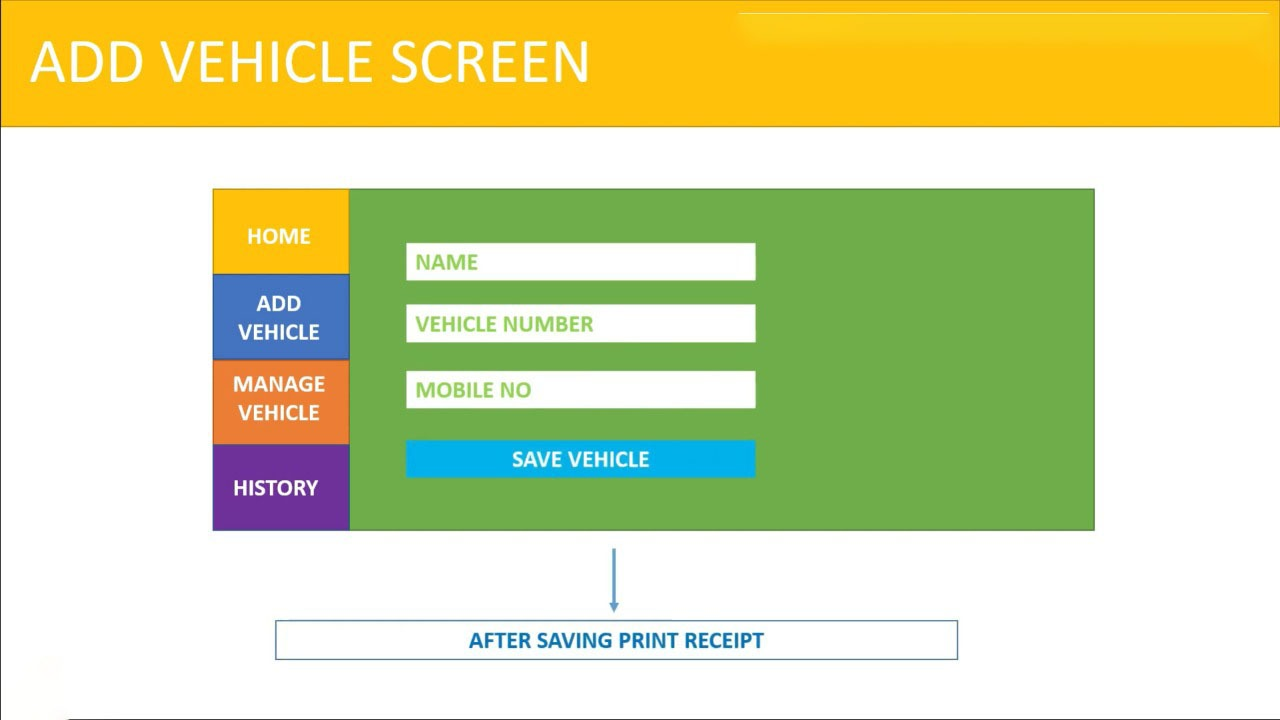 ADD VEHICLE SCREEN
HOME
ADD
VEHICLE
MANAGE
VEHICLE
HISTORY
NAME
VEHICLE NUMBER
MOBILE NO
SAVE VEHICLE
AFTER SAVING PRINT RECEIPT